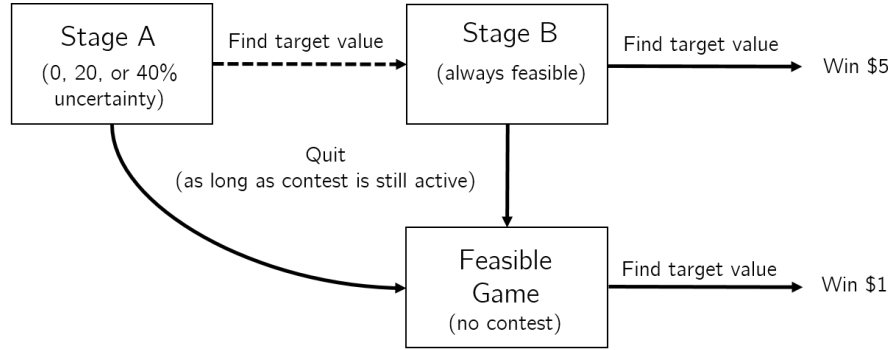 Stage A
(0, 20, or 40%
uncertainty)
Find target value
Stage B
(always feasible)
Find target value
Win $5
Quit
(as long as contest is still active)
Feasible
Game
(no contest)
Find target value
Win $1